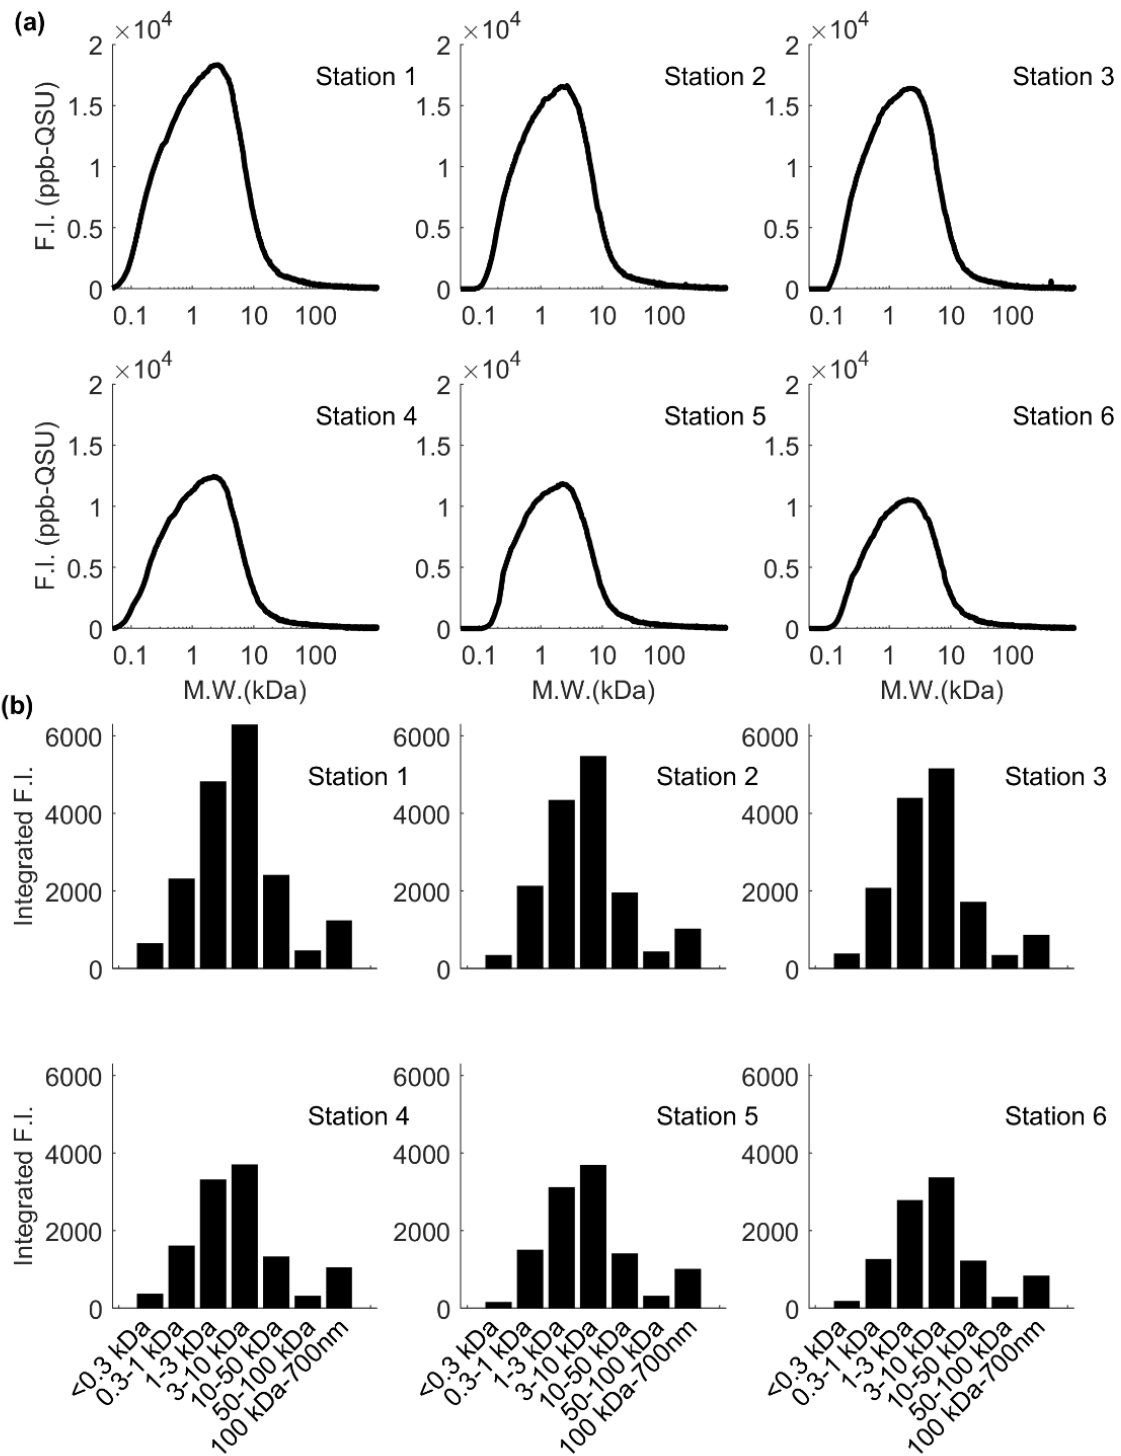 (a)
×10⁴ ×10⁴ ×10⁴
2 2 2
Station 1 Station 2 Station 3
1.5 1.5 1.5
1 1 1
0.5 0.5 0.5
0 0 0
F.I. (ppb-QSU)
0.1 1 10 100 0.1 1 10 100 0.1 1 10 100
×10⁴ ×10⁴ ×10⁴
2 2 2
Station 4 Station 5 Station 6
1.5 1.5 1.5
1 1 1
0.5 0.5 0.5
0 0 0
F.I. (ppb-QSU)
0.1 1 10 100 0.1 1 10 100 0.1 1 10 100
M.W.(kDa) M.W.(kDa) M.W.(kDa)
(b)
6000 6000 6000
Station 1 Station 2 Station 3
4000 4000 4000
2000 2000 2000
0 0 0
Integrated F.I.
6000 6000 6000
Station 4 Station 5 Station 6
4000 4000 4000
2000 2000 2000
0 0 0
Integrated F.I.
<0.3 kDa
0.3-1 kDa
1-3 kDa
3-10 kDa
10-50 kDa
50-100 kDa
100 kDa-700nm
<0.3 kDa
0.3-1 kDa
1-3 kDa
3-10 kDa
10-50 kDa
50-100 kDa
100 kDa-700nm
<0.3 kDa
0.3-1 kDa
1-3 kDa
3-10 kDa
10-50 kDa
50-100 kDa
100 kDa-700nm